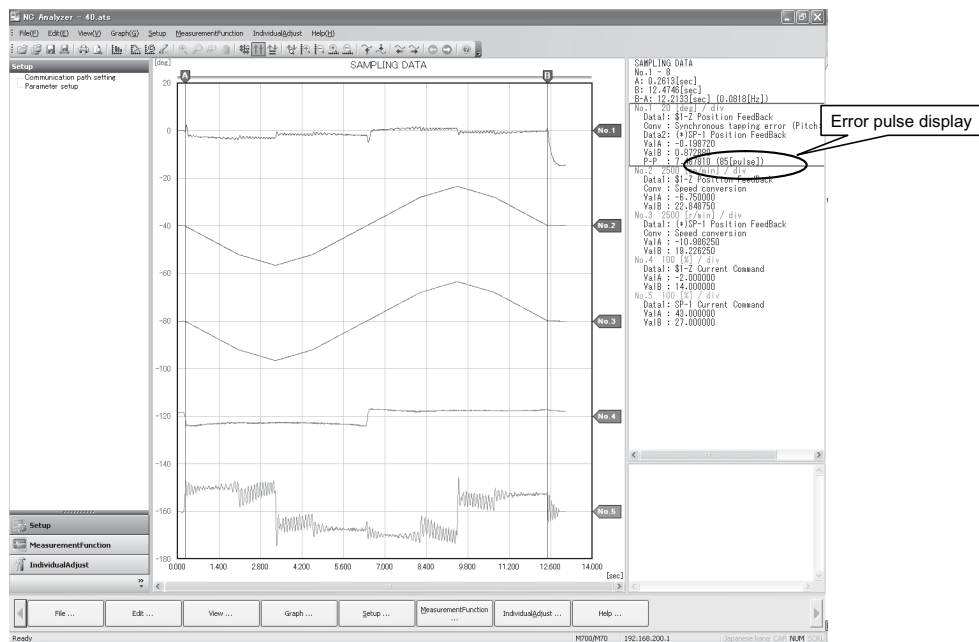 NC Analyzer - 40.ats
File(F) Edit(E) View(V) Graph(G) Setup MeasurementFunction IndividualAdjust Help(H)
Setup
Communication path setting
Parameter setup
[deg]
SAMPLING DATA
A
B
20
0
-20
-40
-60
-80
-100
-120
-140
-160
-180
0.000 1.400 2.800 4.200 5.600 7.000 8.400 9.800 11.200 12.600 14.000
[sec]
No.1
No.2
No.3
No.4
No.5
SAMPLING DATA
No.1 - 8
A: 0.2613[sec]
B: 12.4746[sec]
B-A: 12.2133[sec] (0.0818[Hz])
No.1 20 [deg] / div
Data1: $1-Z Position FeedBack
Conv : Synchronous tapping error (Pitch:
Data2: (*)SP-1 Position FeedBack
ValA : -0.198720
ValB : 0.872880
P-P : 7.487810 (85[pulse])
No.2 2500 / div
Data1: $1-Z Position FeedBack
Conv : Speed conversion
ValA : -6.750000
ValB : 22.848750
No.3 2500 [r/min] / div
Data1: (*)SP-1 Position FeedBack
Conv : Speed conversion
ValA : -10.986250
ValB : 19.226250
No.4 100 [%] / div
Data1: $1-Z Current Command
ValA : -2.000000
ValB : 14.000000
No.5 100 [%] / div
Data1: SP-1 Current Command
ValA : 43.000000
ValB : 27.000000
Error pulse display
Setup
MeasurementFunction
IndividualAdjust
File ...
Edit ...
View ...
Graph ...
Setup ...
MeasurementFunction
...
IndividualAdjust ...
Help ...
Ready
M700/M70 192.168.200.1 Japanese kana CAP NUM SCRL